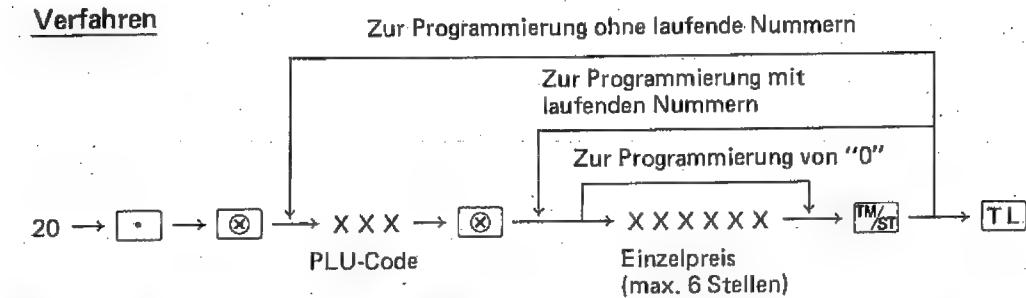 Verfahren
Zur Programmierung ohne laufende Nummern
Zur Programmierung mit
laufenden Nummern
Zur Programmierung von "0"
20 → [•] → [⊗] → XXX → [⊗] → XXXXXX → [TM/ST] → [TL]
PLU-Code
Einzelpreis
(max. 6 Stellen)